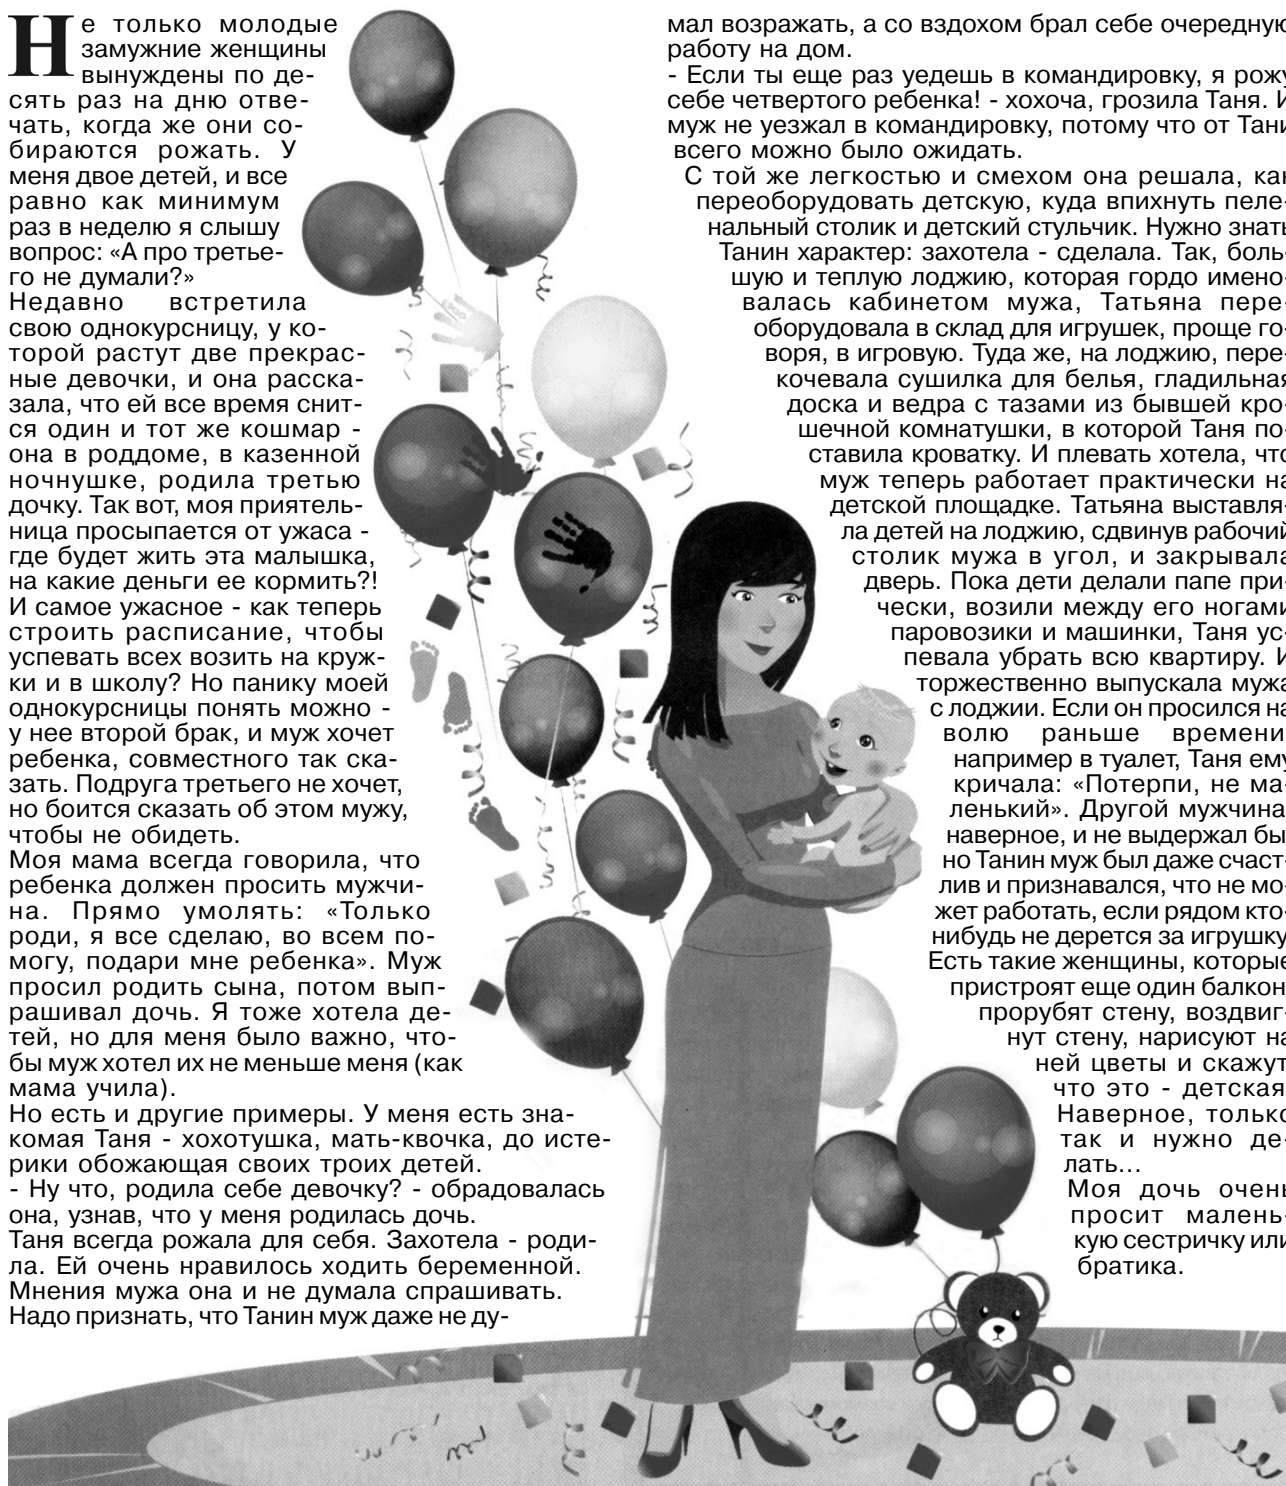 Не только молодые
замужние женщины
вынуждены по де-
сять раз на дню отве-
чать, когда же они со-
бираются рожать. У
меня двое детей, и все
равно как минимум
раз в неделю я слышу
вопрос: «А про третье-
го не думали?»
Недавно встретила
свою однокурсницу, у ко-
торой растут две прекрас-
ные девочки, и она расска-
зала, что ей все время снит-
ся один и тот же кошмар -
она в роддоме, в казенной
ночнушке, родила третью
дочку. Так вот, моя приятель-
ница просыпается от ужаса -
где будет жить эта малышка,
на какие деньги ее кормить?!
И самое ужасное - как теперь
строить расписание, чтобы
успевать всех возить на круж-
ки и в школу? Но панику моей
однокурсницы понять можно -
у нее второй брак, и муж хочет
ребенка, совместного так ска-
зать. Подруга третьего не хочет,
но боится сказать об этом мужу,
чтобы не обидеть.
Моя мама всегда говорила, что
ребенка должен просить мужчи-
на. Прямо умолять: «Только
роди, я все сделаю, во всем по-
могу, подари мне ребенка». Муж
просил родить сына, потом вып-
рашивал дочь. Я тоже хотела де-
тей, но для меня было важно, что-
бы муж хотел их не меньше меня (как
мама учила).
Но есть и другие примеры. У меня есть зна-
комая Таня - хохотушка, мать-квочка, до исте-
рики обожающая своих троих детей.
- Ну что, родила себе девочку? - обрадовалась
она, узнав, что у меня родилась дочь.
Таня всегда рожала для себя. Захотела - роди-
ла. Ей очень нравилось ходить беременной.
Мнения мужа она и не думала спрашивать.
Надо признать, что Танин муж даже не ду-
мал возражать, а со вздохом брал себе очередную
работу на дом.
- Если ты еще раз уедешь в командировку, я рожу
себе четвертого ребенка! - хохоча, грозила Таня. И
муж не уезжал в командировку, потому что от Тани
всего можно было ожидать.
С той же легкостью и смехом она решала, как
переоборудовать детскую, куда впихнуть пеле-
нальный столик и детский стульчик. Нужно знать
Танин характер: захотела - сделала. Так, боль-
шую и теплую лоджию, которая гордо имено-
валась кабинетом мужа, Татьяна пере-
оборудовала в склад для игрушек, проще го-
воря, в игровую. Туда же, на лоджию, пере-
кочевала сушилка для белья, гладильная
доска и ведра с тазами из бывшей кро-
шечной комнатушки, в которой Таня по-
ставила кроватку. И плевать хотела, что
муж теперь работает практически на
детской площадке. Татьяна выставля-
ла детей на лоджию, сдвинув рабочий
столик мужа в угол, и закрывала
дверь. Пока дети делали папе при-
чески, возили между его ногами
паровозики и машинки, Таня ус-
певала убрать всю квартиру. И
торжественно выпускала мужа
с лоджии. Если он просился на
волю раньше времени
например в туалет, Таня ему
кричала: «Потерпи, не ма-
ленький». Другой мужчина
наверное, и не выдержал бы
но Танин муж был даже счаст-
лив и признавался, что не мо-
жет работать, если рядом кто-
нибудь не дерется за игрушку
Есть такие женщины, которые
пристроят еще один балкон
прорубят стену, воздвиг-
нут стену, нарисуют на
ней цветы и скажут
что это - детская
Наверное, только
так и нужно де-
лать...
Моя дочь очень
просит малень-
кую сестричку или
братика.